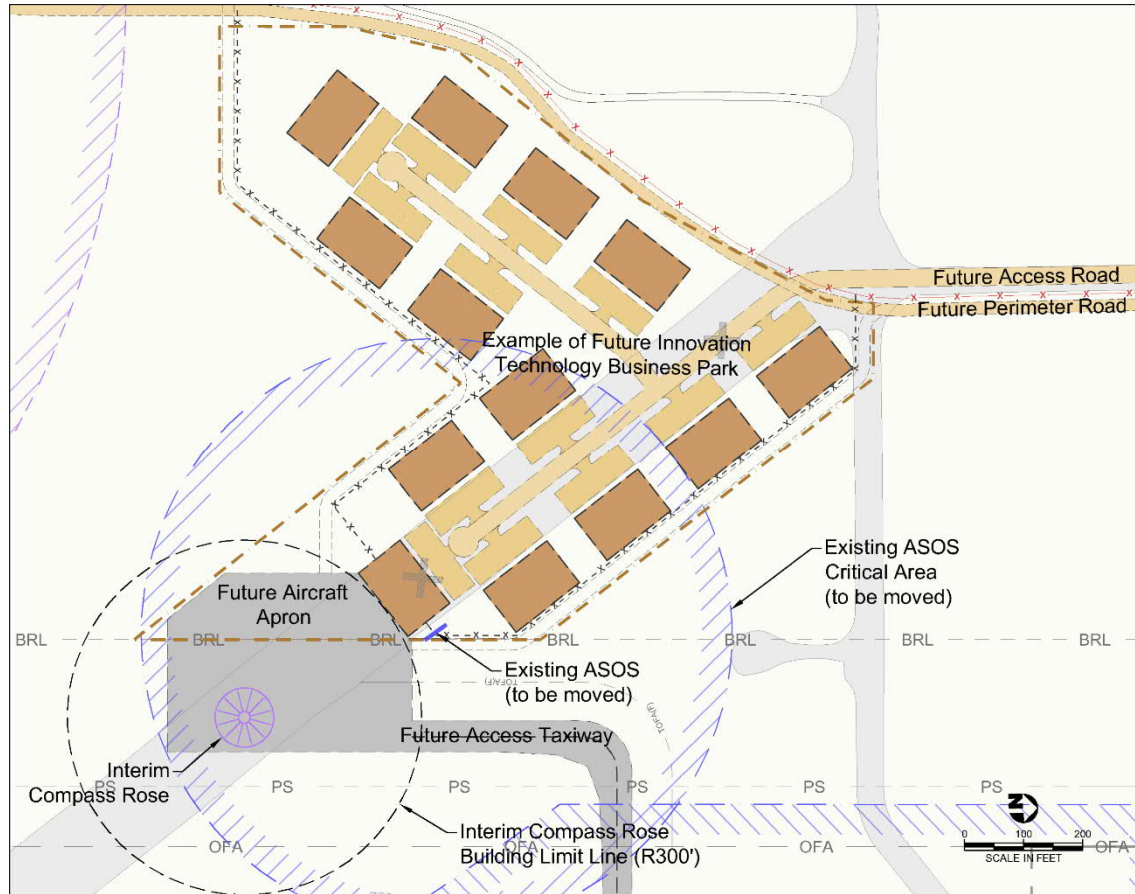 Future Access Road
Future Perimeter Road
Example of Future Innovation
Technology Business Park
Existing ASOS
Critical Area
(to be moved)
Future Aircraft
Apron
BRL
BRL
BRL
BRL
BRL
BRL
BRL
Existing ASOS
(to be moved)
TOFA(F)
TOFA(F)
Future Access Taxiway
Interim
Compass Rose
PS
PS
PS
PS
PS
PS
Interim Compass Rose
Building Limit Line (R300')
OFA
OFA
OFA
OFA
OFA
N
0 100 200
SCALE IN FEET